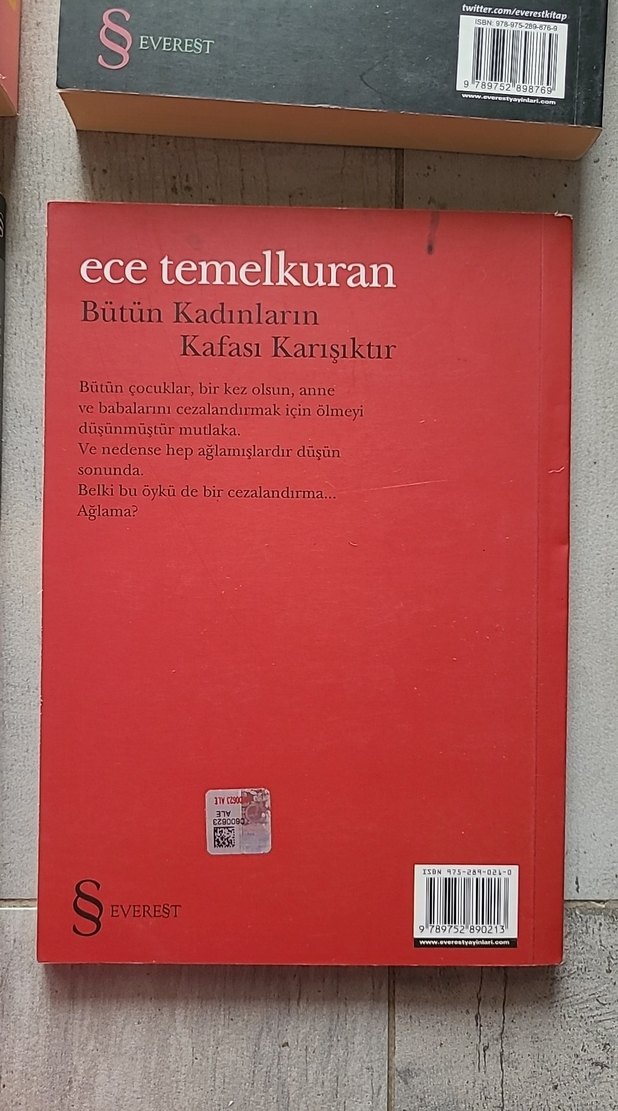 twitter.com/everestkitap
ISBN: 978-975-289-876-9
EVEREST
9 789752 898769
www.everestyayinlari.com
ece temelkuran
Bütün Kadınların
Kafası Karışıktır
Bütün çocuklar, bir kez olsun, anne
ve babalarını cezalandırmak için ölmeyi
düşünmüştür mutlaka.
Ve nedense hep ağlamışlardır düşün
sonunda.
Belki bu öykü de bir cezalandırma...
Ağlama?
ALE
ALE
ISBN 975-289-021-0
EVEREST
9 789752 890213
www.everestyayinlari.com